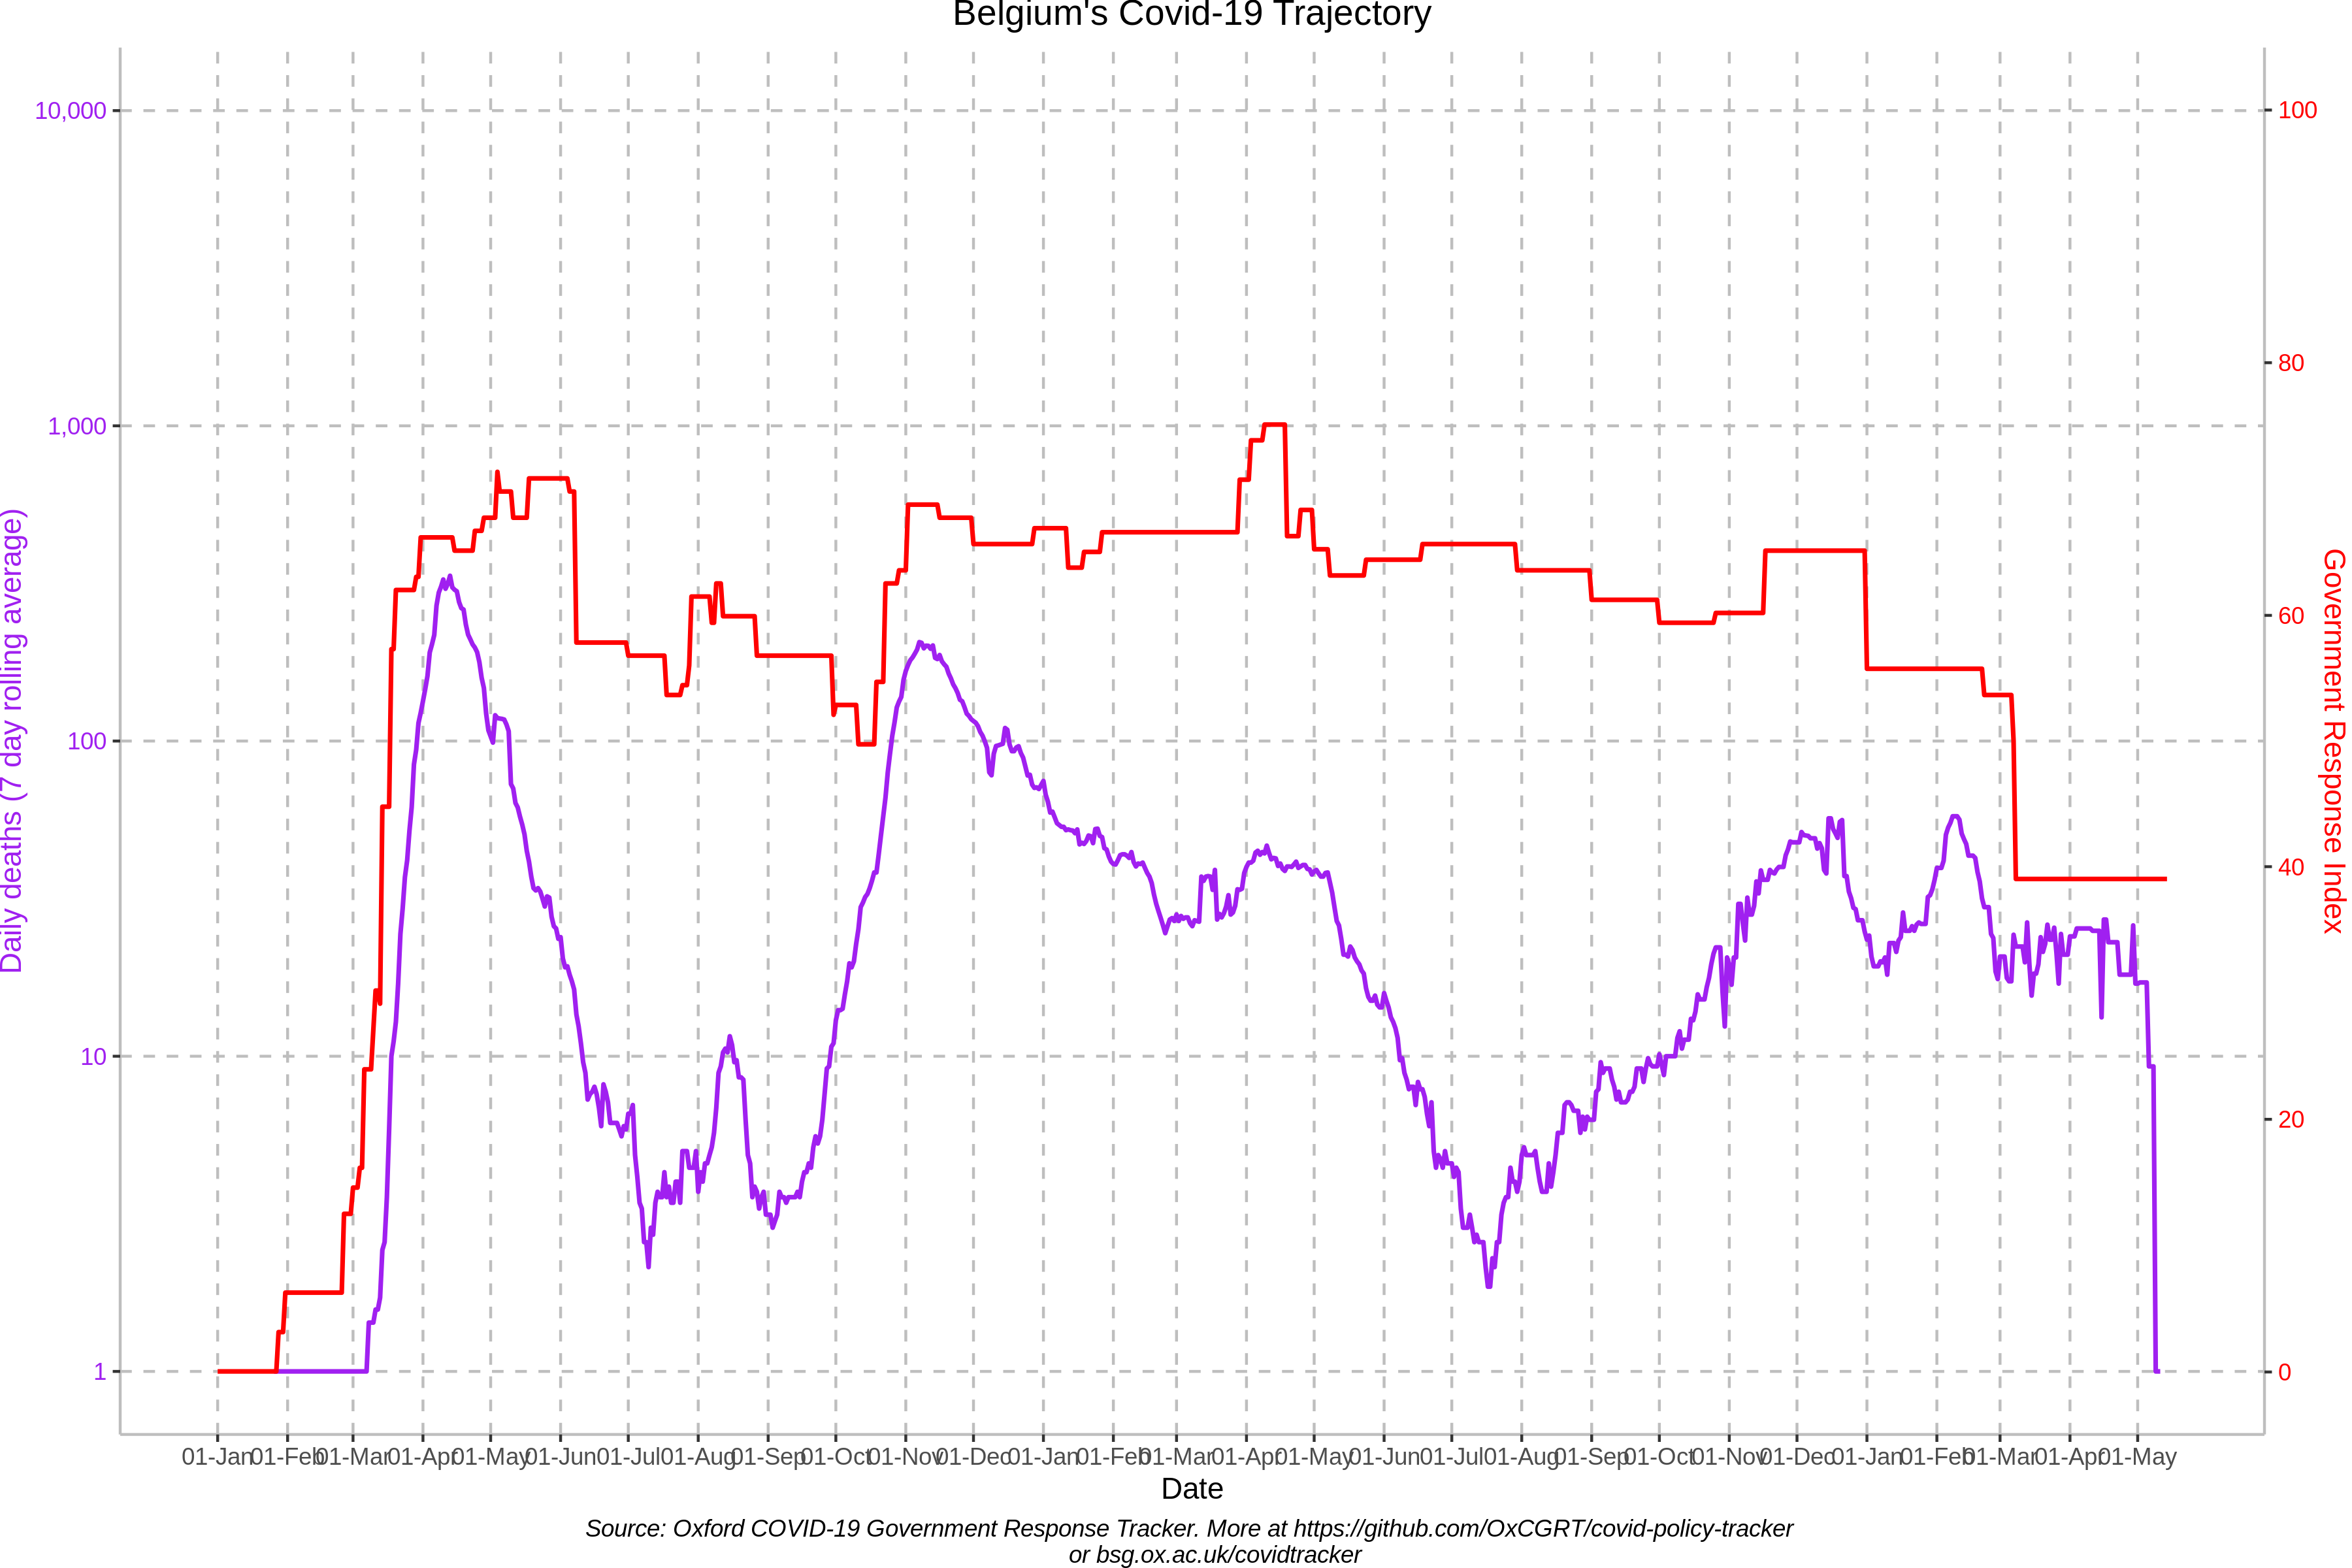 Belgium's Covid-19 Trajectory
10,000
1,000
100
10
1
Daily deaths (7 day rolling average)
100
80
60
40
20
0
Government Response Index
01-Jan 01-Feb 01-Mar 01-Apr 01-May 01-Jun 01-Jul 01-Aug 01-Sep 01-Oct 01-Nov 01-Dec 01-Jan 01-Feb 01-Mar 01-Apr 01-May 01-Jun 01-Jul 01-Aug 01-Sep 01-Oct 01-Nov 01-Dec 01-Jan 01-Feb 01-Mar 01-Apr 01-May
Date
Source: Oxford COVID-19 Government Response Tracker. More at https://github.com/OxCGRT/covid-policy-tracker
or bsg.ox.ac.uk/covidtracker